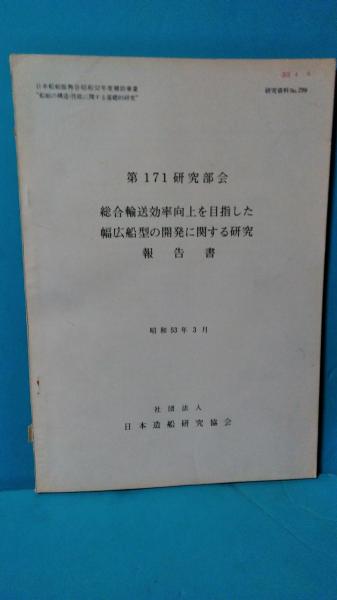 日本船舶振興会昭和52年度補助事業
"船舶の構造・性能に関する基礎的研究"
研究資料No.299
第171研究部会
総合輸送効率向上を目指した
幅広船型の開発に関する研究
報告書
昭和53年3月
社団法人
日本造船研究協会